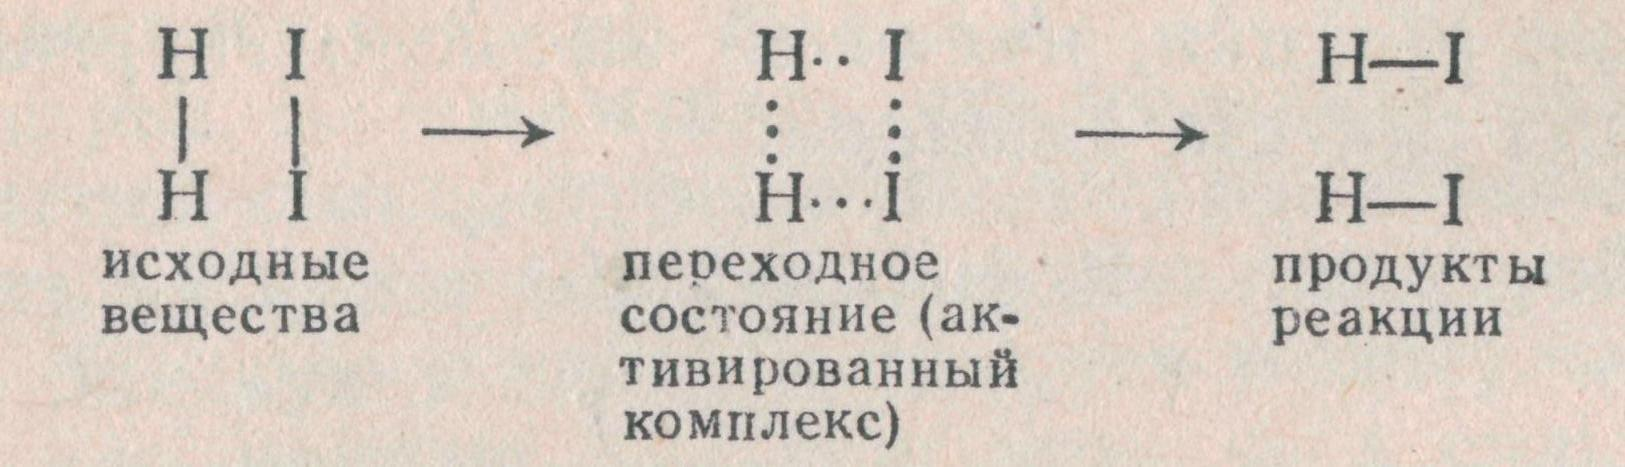 H I H·· I H—I
H I H···I H—I
исходные переходное продукты
вещества состояние (ак- реакции
тивированный
комплекс)